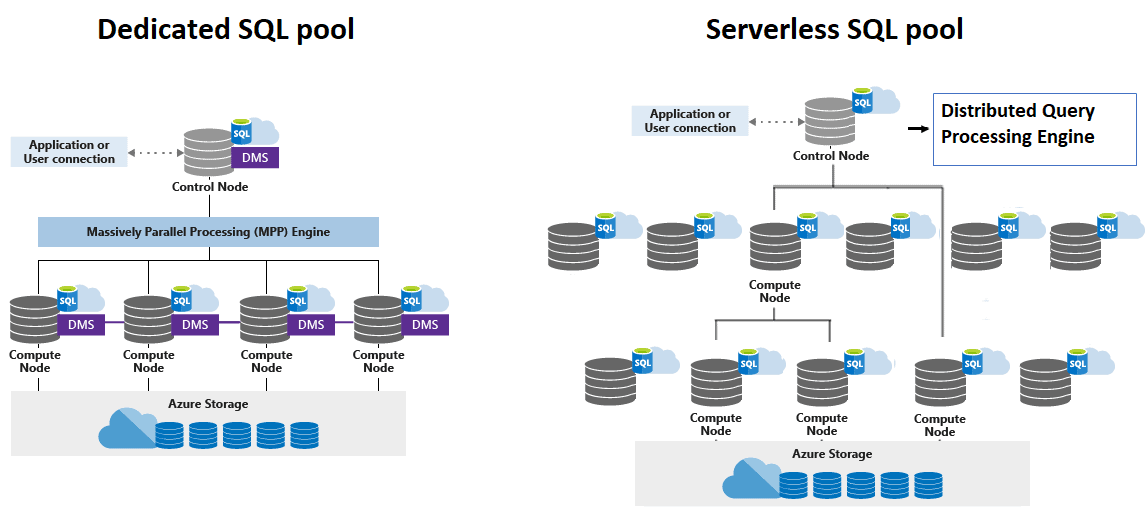 Dedicated SQL pool
Application or
User connection
SQL
DMS
Control Node
Massively Parallel Processing (MPP) Engine
SQL
DMS
SQL
DMS
SQL
DMS
SQL
DMS
Compute
Node
Compute
Node
Compute
Node
Compute
Node
Azure Storage
Serverless SQL pool
Application or
User connection
SQL
Control Node
Distributed Query
Processing Engine
SQL
SQL
SQL
SQL
SQL
SQL
Compute
Node
SQL
SQL
SQL
SQL
SQL
Compute
Node
Compute
Node
Compute
Node
Azure Storage